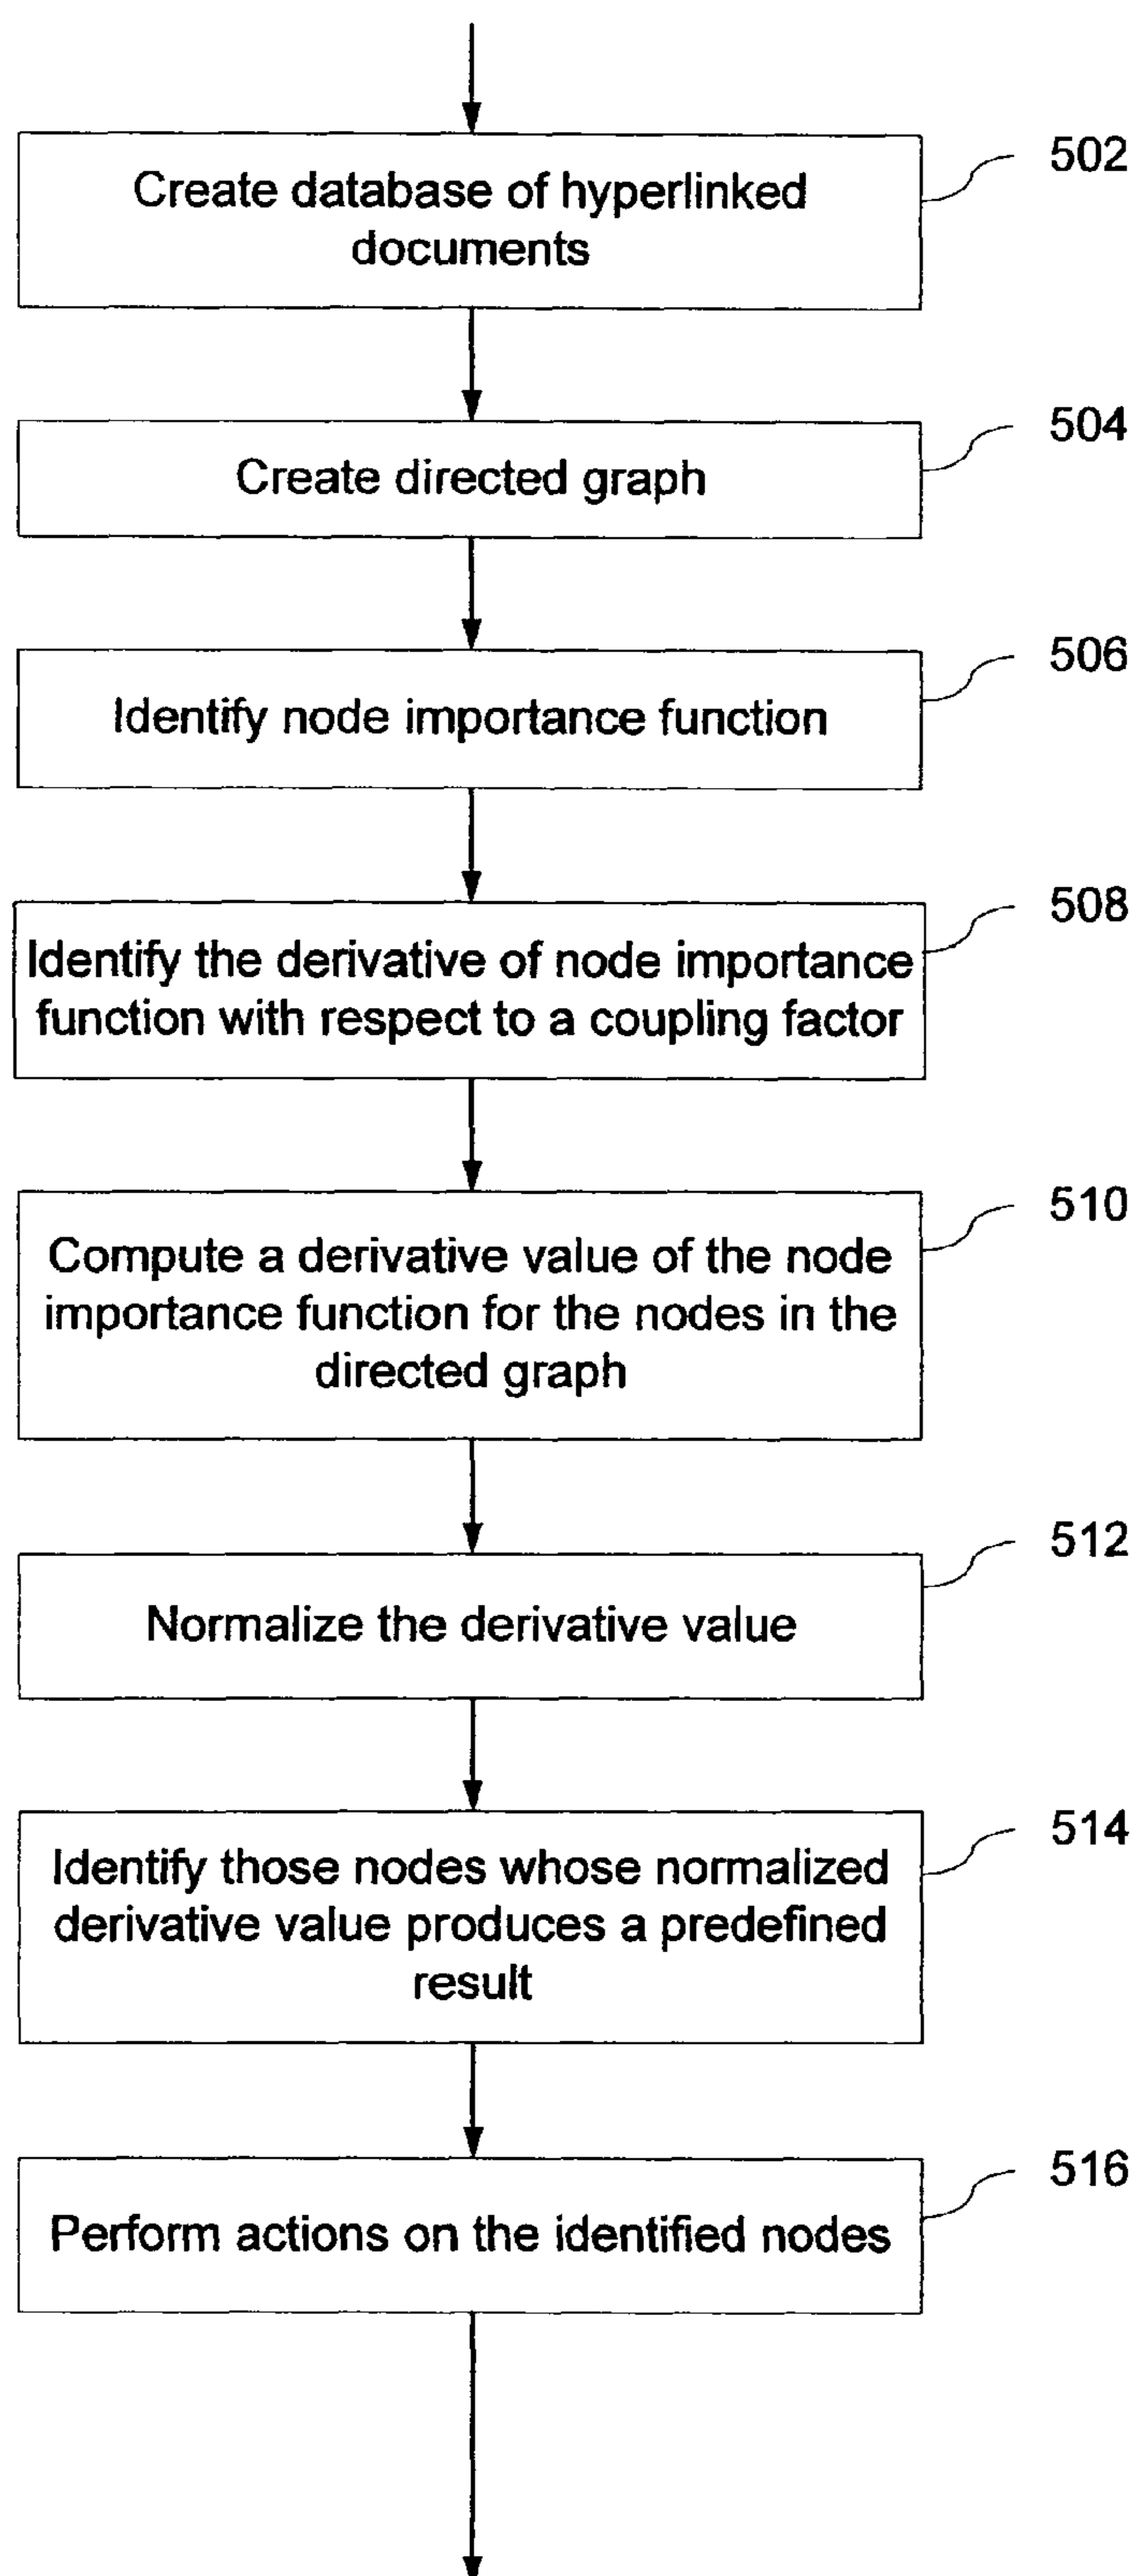 502
Create database of hyperlinked
documents
504
Create directed graph
506
Identify node importance function
508
Identify the derivative of node importance
function with respect to a coupling factor
510
Compute a derivative value of the node
importance function for the nodes in the
directed graph
512
Normalize the derivative value
514
Identify those nodes whose normalized
derivative value produces a predefined
result
516
Perform actions on the identified nodes